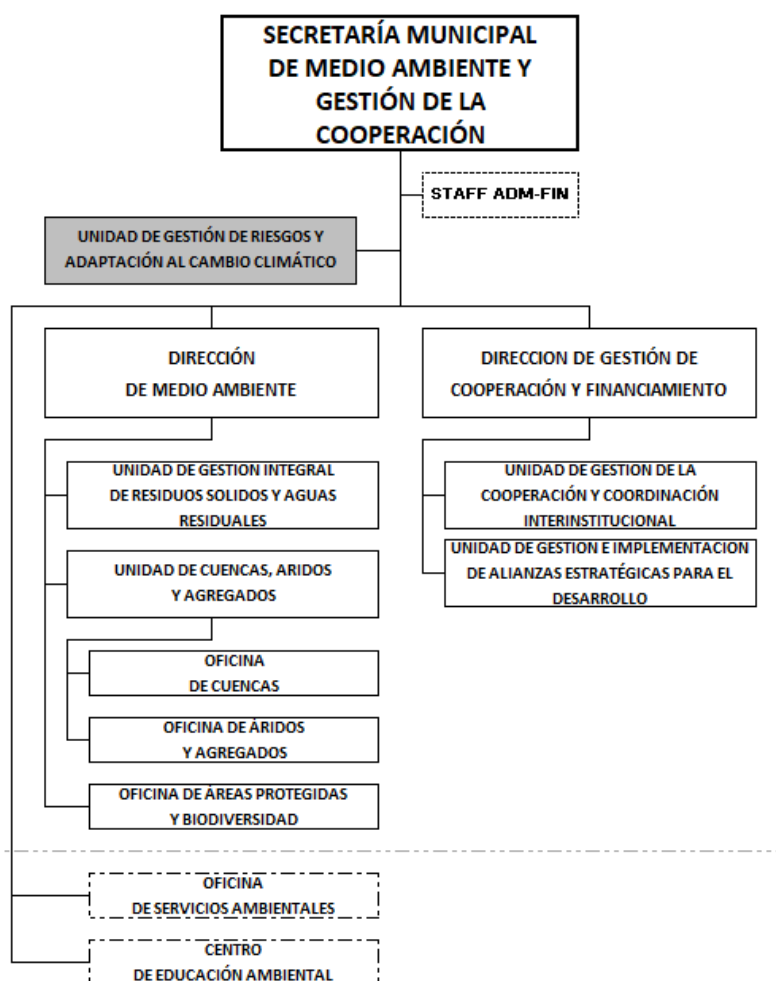 SECRETARÍA MUNICIPAL
DE MEDIO AMBIENTE Y
GESTIÓN DE LA
COOPERACIÓN
STAFF ADM-FIN
UNIDAD DE GESTIÓN DE RIESGOS Y
ADAPTACIÓN AL CAMBIO CLIMÁTICO
DIRECCIÓN
DE MEDIO AMBIENTE
UNIDAD DE GESTION INTEGRAL
DE RESIDUOS SOLIDOS Y AGUAS
RESIDUALES
UNIDAD DE CUENCAS, ARIDOS
Y AGREGADOS
OFICINA
DE CUENCAS
OFICINA DE ÁRIDOS
Y AGREGADOS
OFICINA DE ÁREAS PROTEGIDAS
Y BIODIVERSIDAD
DIRECCION DE GESTIÓN DE
COOPERACIÓN Y FINANCIAMIENTO
UNIDAD DE GESTION DE LA
COOPERACIÓN Y COORDINACIÓN
INTERINSTITUCIONAL
UNIDAD DE GESTION E IMPLEMENTACION
DE ALIANZAS ESTRATÉGICAS PARA EL
DESARROLLO
OFICINA
DE SERVICIOS AMBIENTALES
CENTRO
DE EDUCACIÓN AMBIENTAL